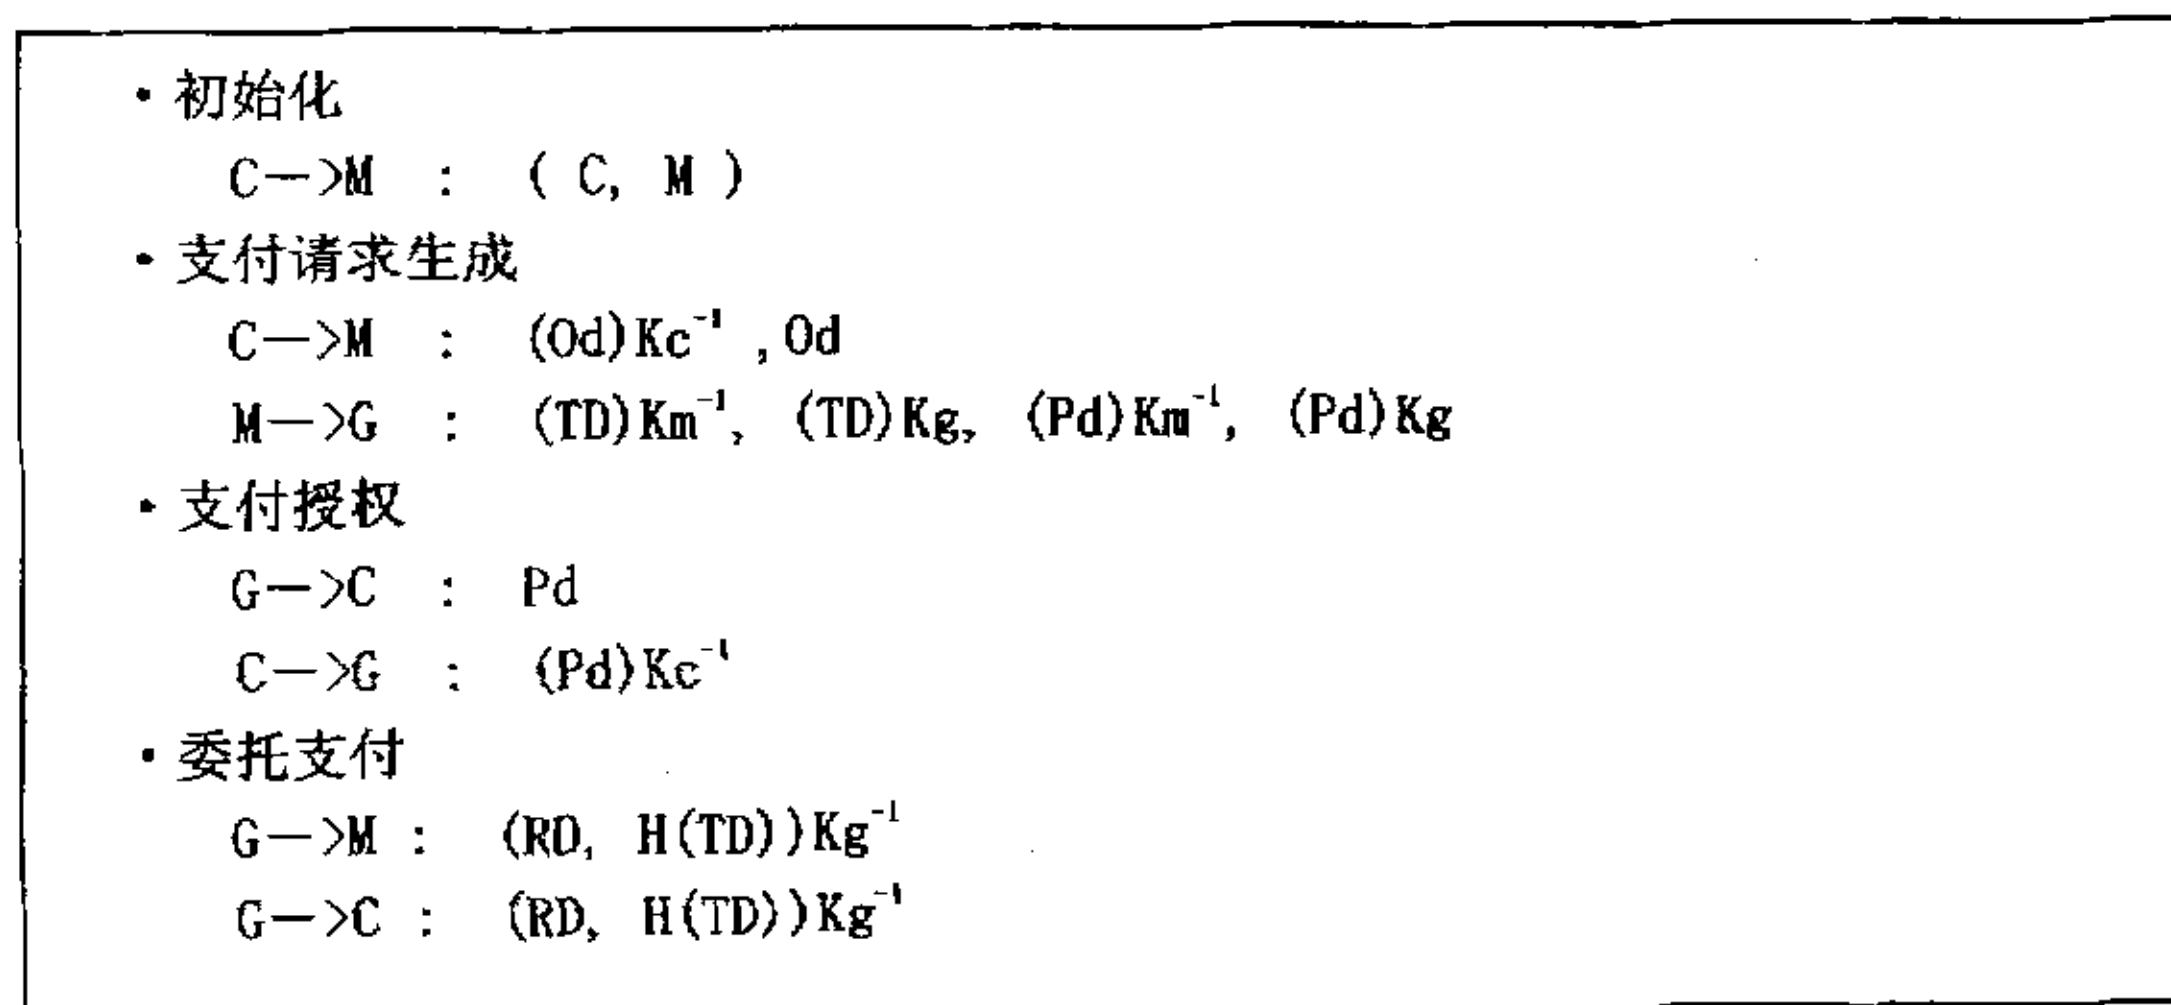 ·初始化
C—>M : ( C, M )
·支付请求生成
C—>M : (Od)Kc⁻¹ ,Od
M—>G : (TD)Km⁻¹, (TD)Kg, (Pd)Km⁻¹, (Pd)Kg
·支付授权
G—>C : Pd
C—>G : (Pd)Kc⁻¹
·委托支付
G—>M : (RD, H(TD))Kg⁻¹
G—>C : (RD, H(TD))Kg⁻¹